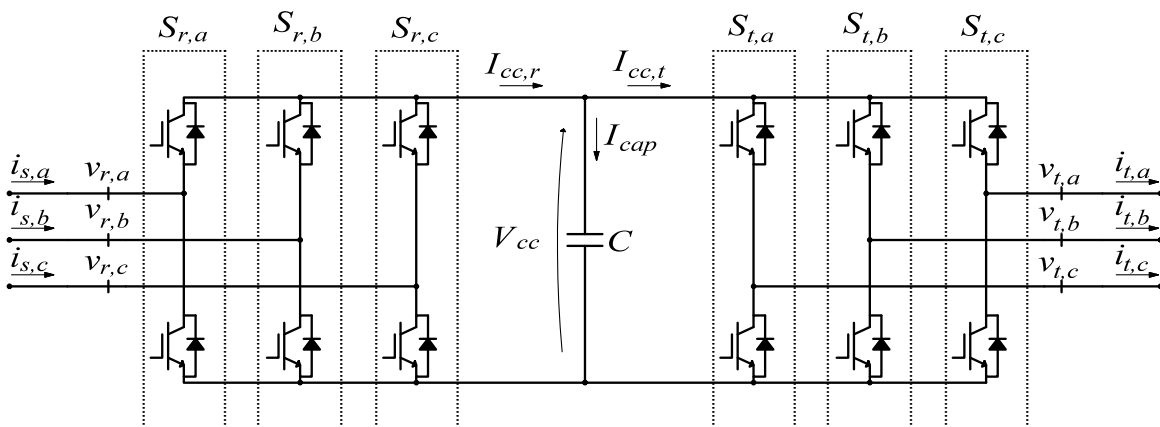 S_{r,a} S_{r,b} S_{r,c} S_{t,a} S_{t,b} S_{t,c}
I_{cc,r} I_{cc,t}
I_{cap}
i_{s,a} v_{r,a} v_{t,a} i_{t,a}
i_{s,b} v_{r,b} V_{cc} C v_{t,b} i_{t,b}
i_{s,c} v_{r,c} v_{t,c} i_{t,c}